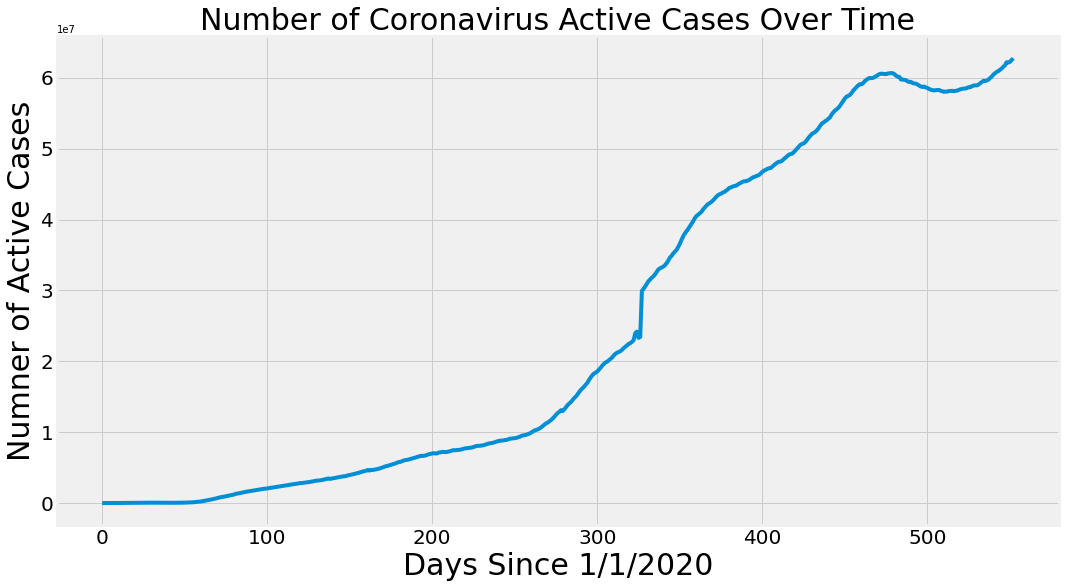 Number of Coronavirus Active Cases Over Time
1e7
6
5
4
3
2
1
0
Numner of Active Cases
0 100 200 300 400 500
Days Since 1/1/2020